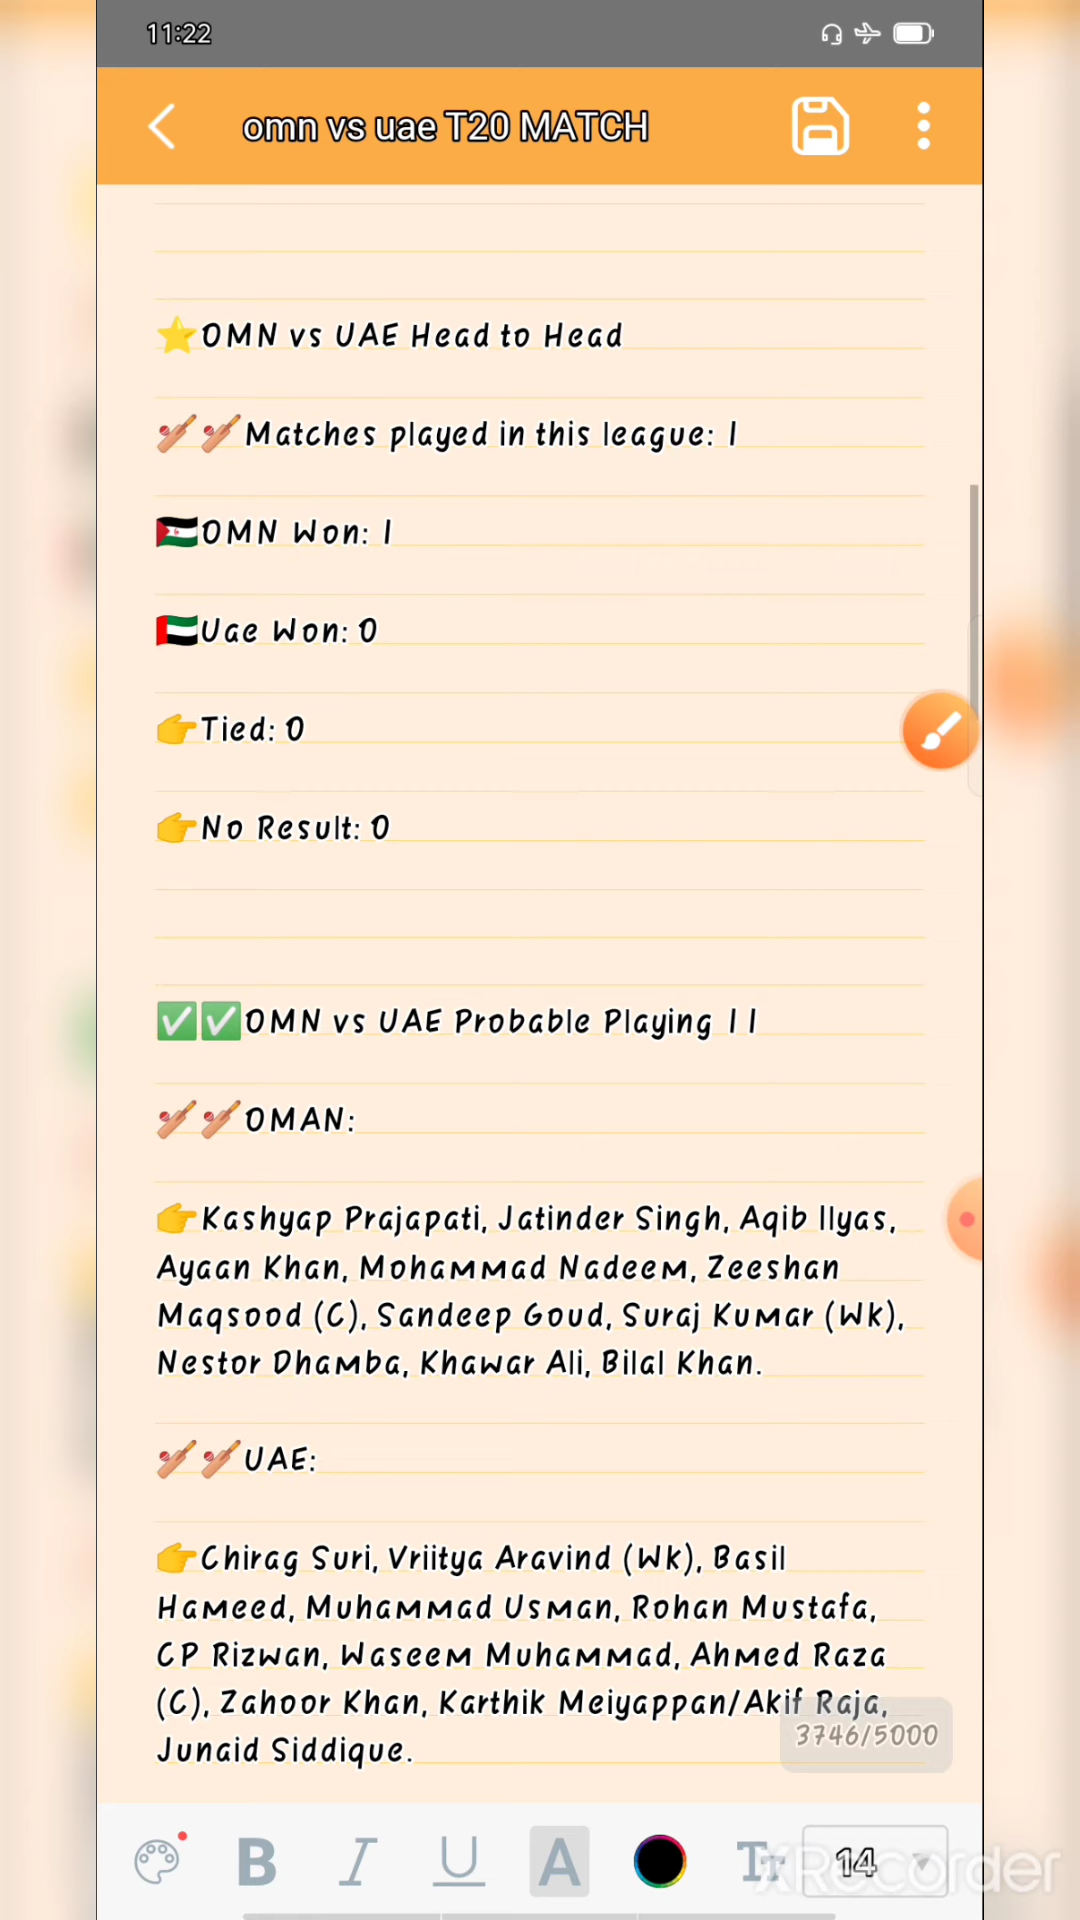 11:22
omn vs uae T20 MATCH
⭐OMN vs UAE Head to Head
🏏🏏Matches played in this league: 1
🇪🇭OMN Won: 1
🇦🇪Uae Won: 0
👉Tied: 0
👉No Result: 0
✅✅OMN vs UAE Probable Playing 11
🏏🏏OMAN:
👉Kashyap Prajapati, Jatinder Singh, Aqib Ilyas,
Ayaan Khan, Mohammad Nadeem, Zeeshan
Maqsood (C), Sandeep Goud, Suraj Kumar (Wk),
Nestor Dhamba, Khawar Ali, Bilal Khan.
🏏🏏UAE:
👉Chirag Suri, Vriitya Aravind (Wk), Basil
Hameed, Muhammad Usman, Rohan Mustafa,
CP Rizwan, Waseem Muhammad, Ahmed Raza
(C), Zahoor Khan, Karthik Meiyappan/Akif Raja,
Junaid Siddique.
3746/5000
B I U A Tт 14
XRecorder